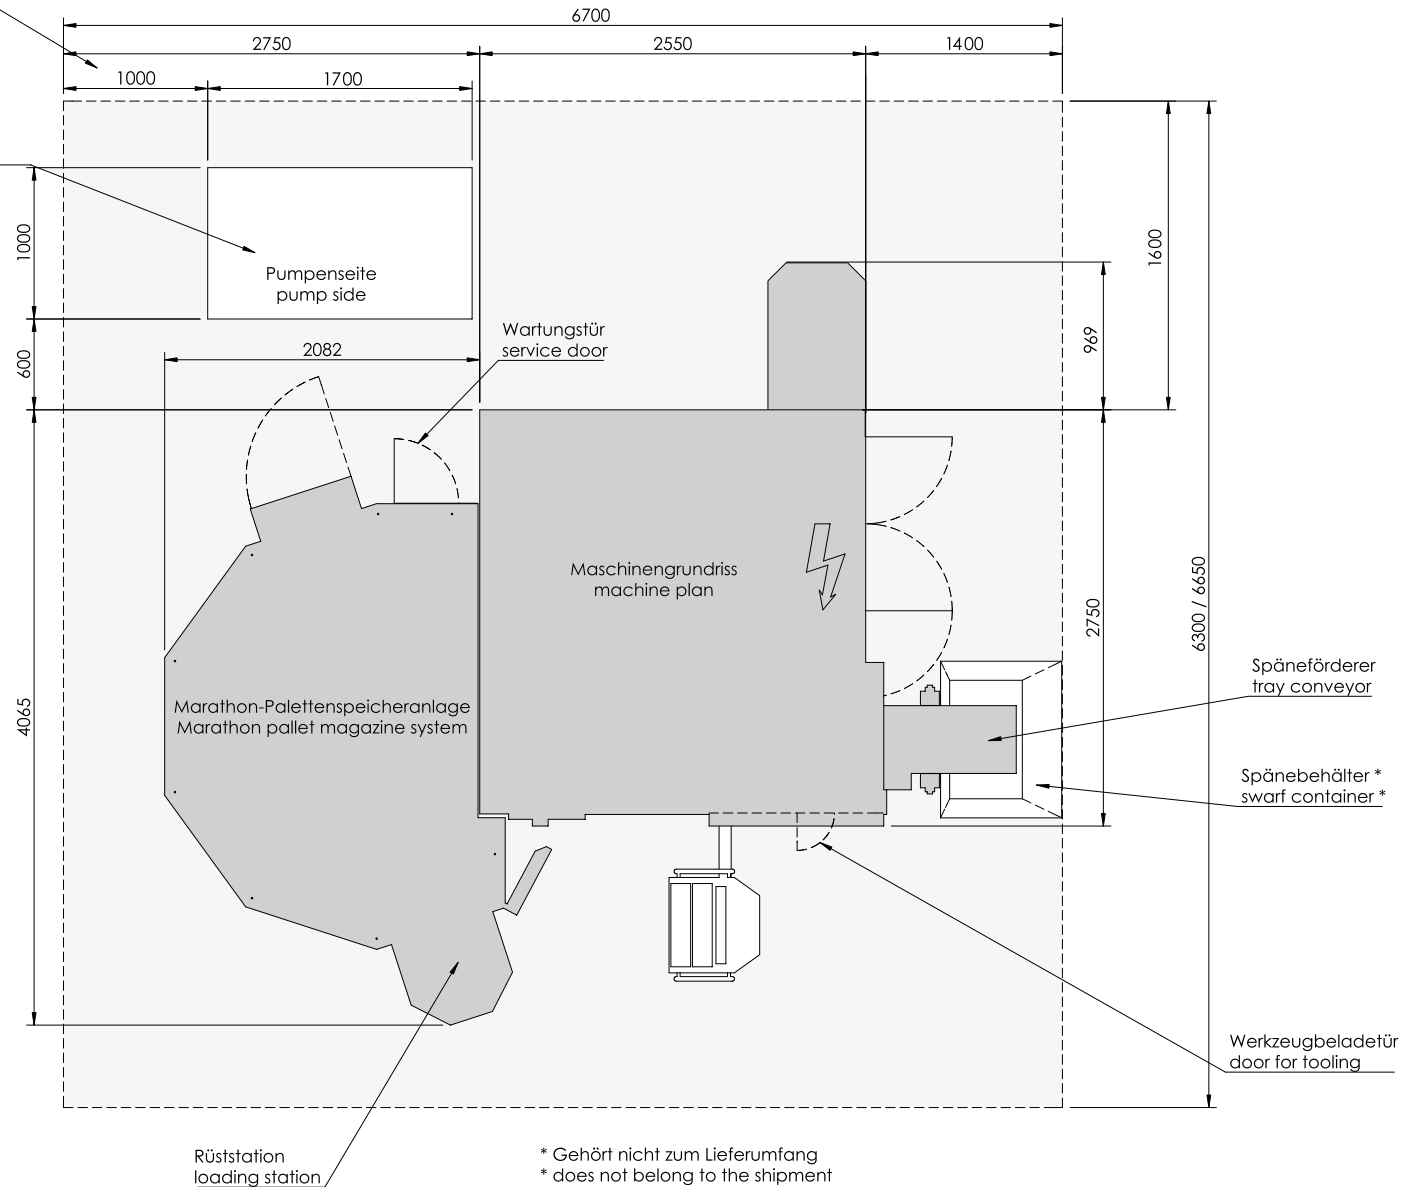 6700
2750
2550
1400
1000
1700
1000
Pumpenseite
pump side
600
2082
Wartungstür
service door
1600
969
Maschinengrundriss
machine plan
2750
6300 / 6650
4065
Marathon-Palettenspeicheranlage
Marathon pallet magazine system
Späneförderer
tray conveyor
Spänebehälter *
swarf container *
Werkzeugbeladetür
door for tooling
Rüststation
loading station
* Gehört nicht zum Lieferumfang
* does not belong to the shipment